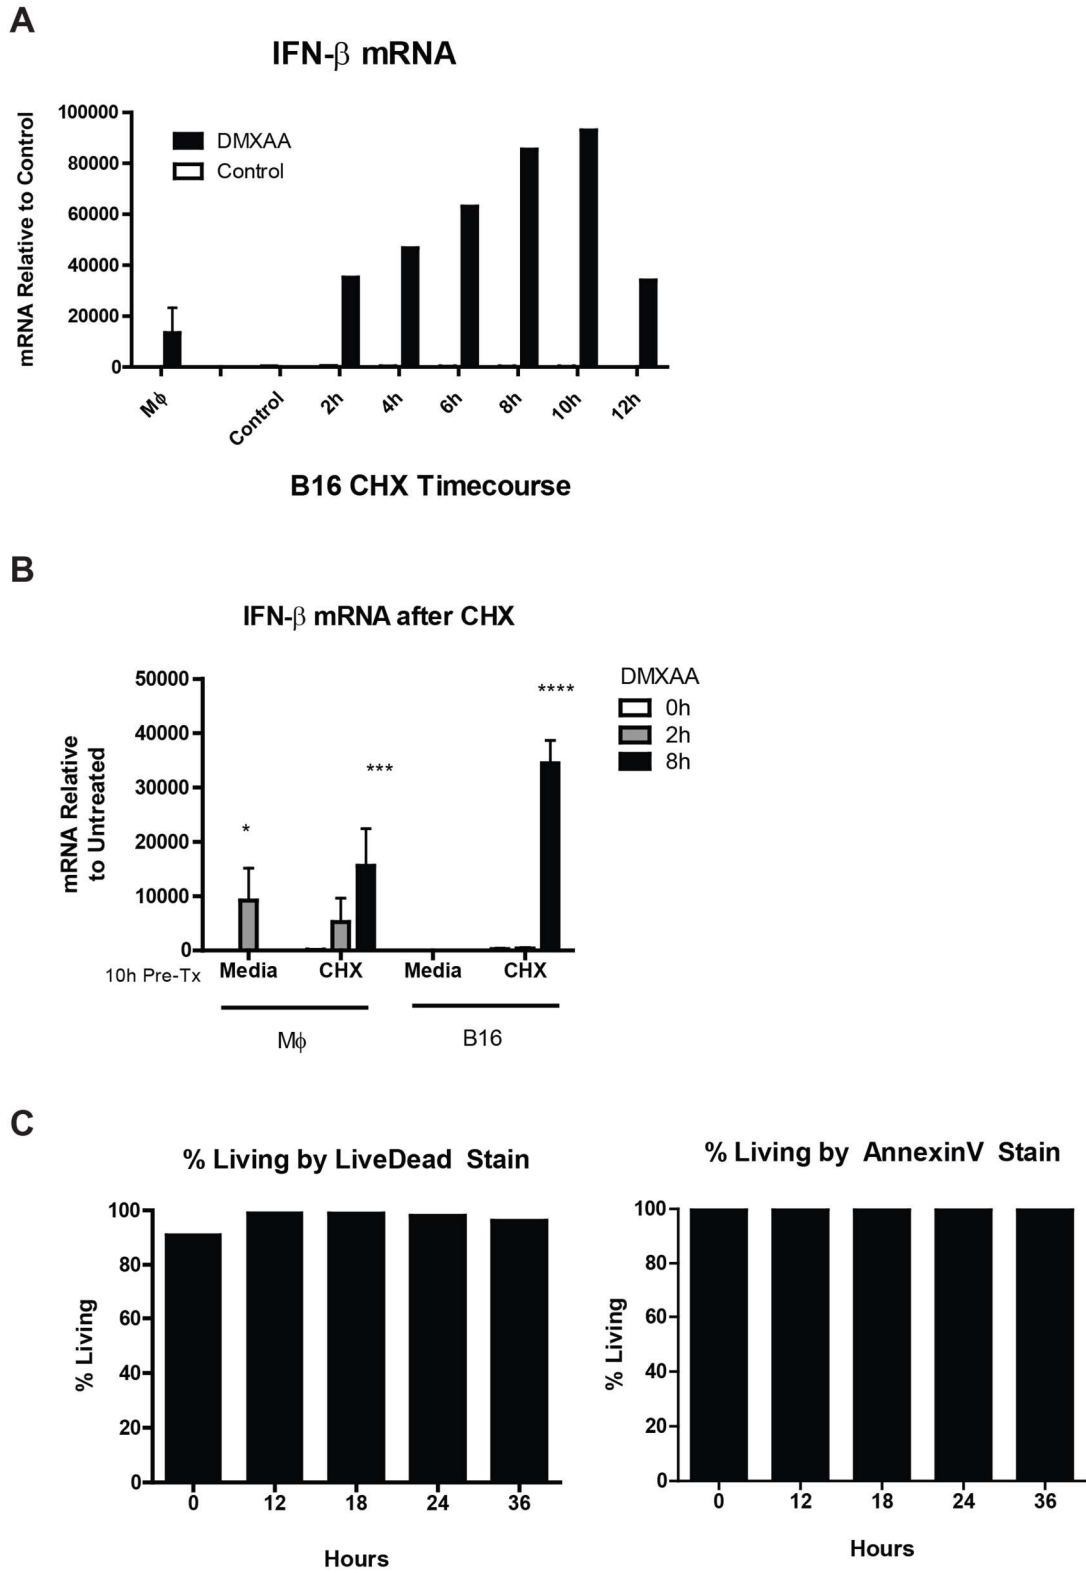 A
IFN-β mRNA
mRNA Relative to Control
100000
80000
60000
40000
20000
0
DMXAA
Control
Mϕ
Control
2h
4h
6h
8h
10h
12h
B16 CHX Timecourse
B
IFN-β mRNA after CHX
mRNA Relative
to Untreated
50000
40000
30000
20000
10000
0
*
***
****
DMXAA
0h
2h
8h
10h Pre-Tx
Media
CHX
Media
CHX
Mϕ
B16
C
% Living by LiveDead Stain
% Living
100
80
60
40
20
0
0
12
18
24
36
Hours
% Living by AnnexinV Stain
% Living
100
80
60
40
20
0
0
12
18
24
36
Hours